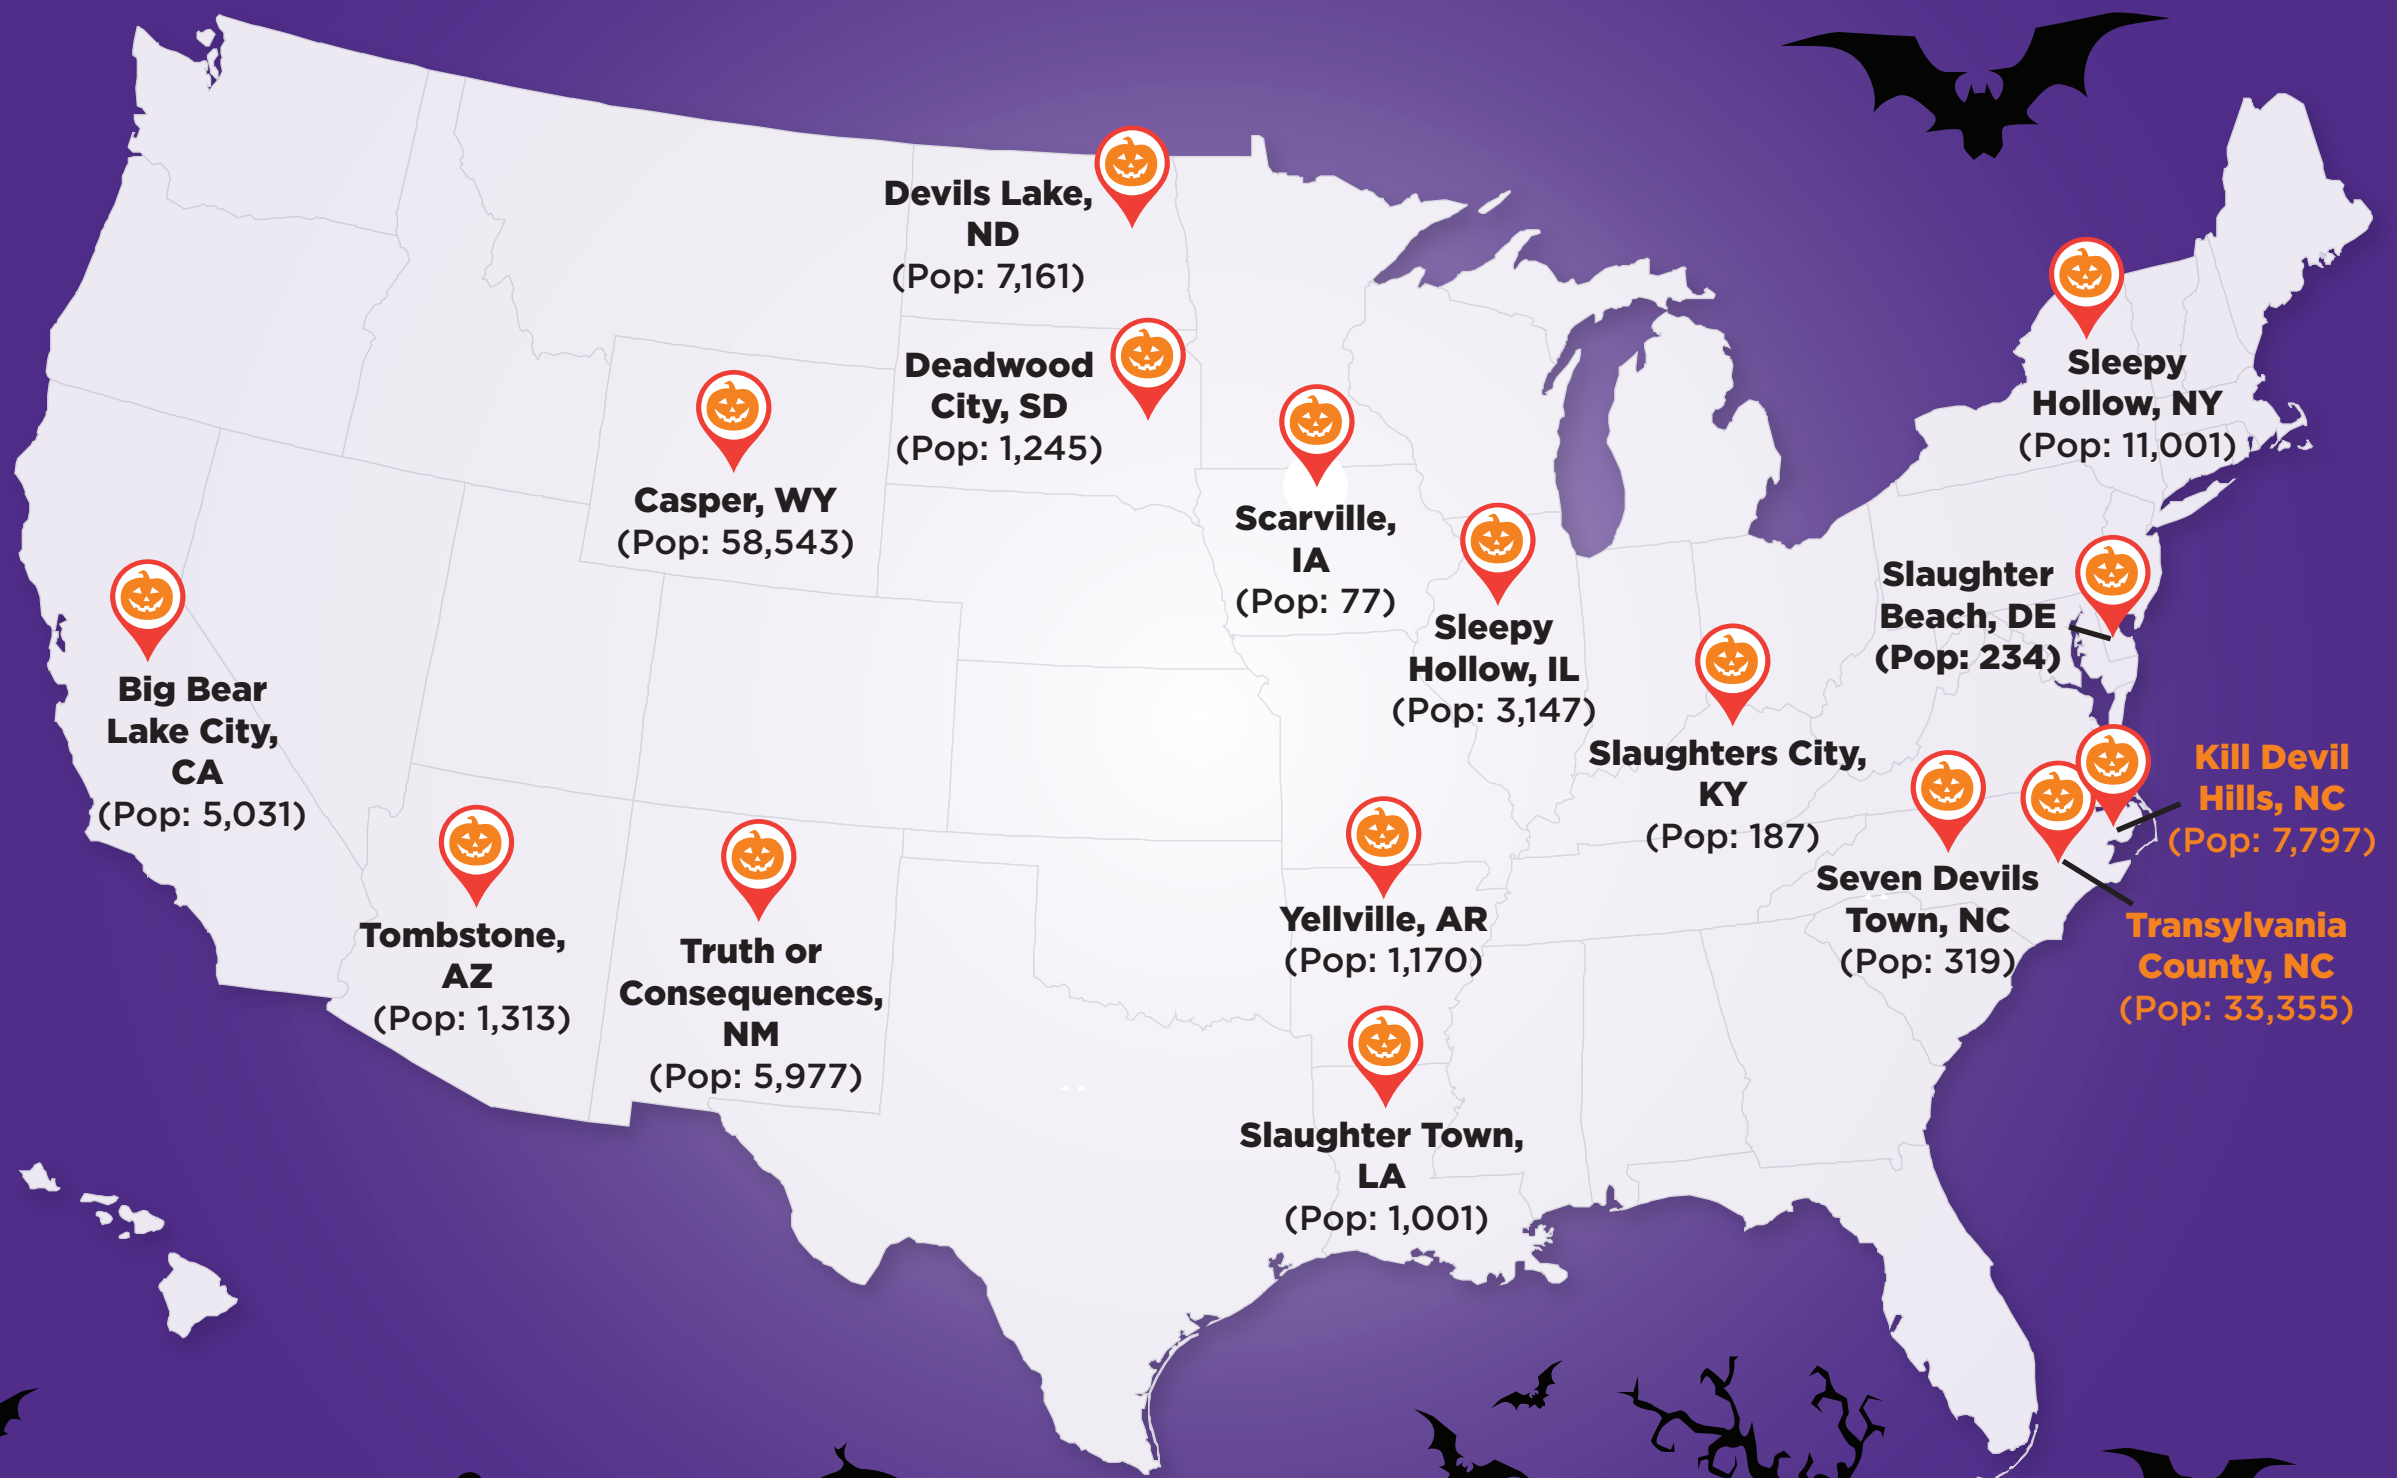 Devils Lake,
ND
(Pop: 7,161)
Deadwood
City, SD
(Pop: 1,245)
Casper, WY
(Pop: 58,543)
Scarville,
IA
(Pop: 77)
Sleepy
Hollow, NY
(Pop: 11,001)
Big Bear
Lake City,
CA
(Pop: 5,031)
Sleepy
Hollow, IL
(Pop: 3,147)
Slaughter
Beach, DE
(Pop: 234)
Slaughters City,
KY
(Pop: 187)
Kill Devil
Hills, NC
(Pop: 7,797)
Tombstone,
AZ
(Pop: 1,313)
Truth or
Consequences,
NM
(Pop: 5,977)
Yellville, AR
(Pop: 1,170)
Seven Devils
Town, NC
(Pop: 319)
Transylvania
County, NC
(Pop: 33,355)
Slaughter Town,
LA
(Pop: 1,001)